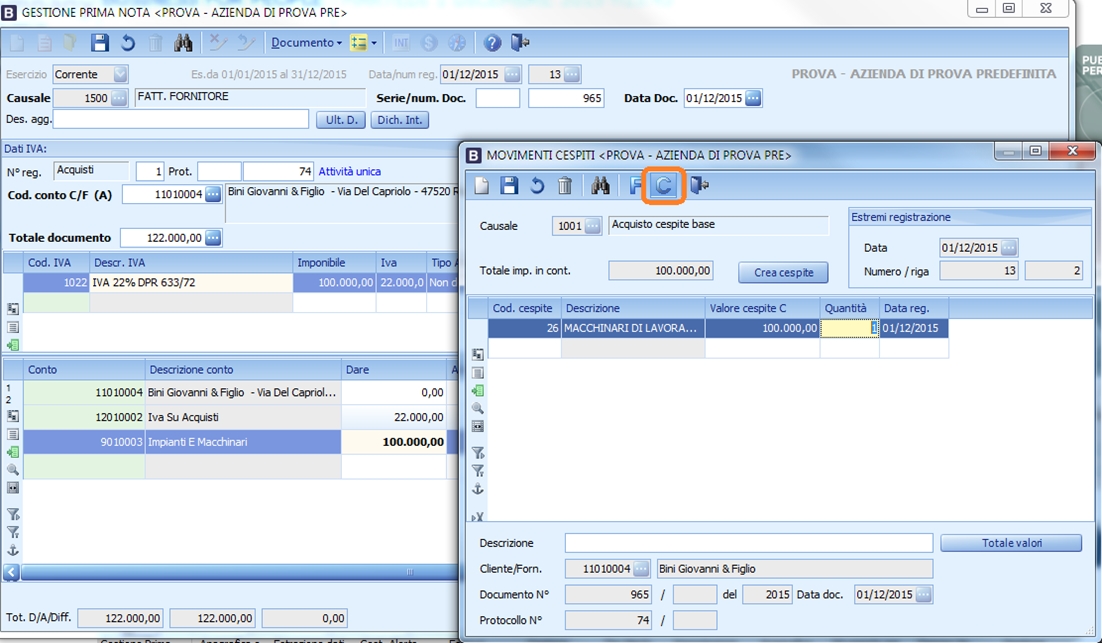 B GESTIONE PRIMA NOTA <PROVA - AZIENDA DI PROVA PRE>
Documento
INT
Esercizio Corrente Es.da 01/01/2015 al 31/12/2015 Data/num reg. 01/12/2015 13 PROVA - AZIENDA DI PROVA PREDEFINITA
Causale 1500 FATT. FORNITORE Serie/num. Doc. 965 Data Doc. 01/12/2015
Des. agg. Ult. D. Dich. Int.
Dati IVA:
N° reg. Acquisti 1 Prot. 74 Attività unica
Cod. conto C/F (A) 11010004 Bini Giovanni & Figlio - Via Del Capriolo - 47520 R
Totale documento 122.000,00
Cod. IVA Descr. IVA Imponibile Iva Tipo A
1022 IVA 22% DPR 633/72 100.000,00 22.000,0 Non d
Conto Descrizione conto Dare A
1
2
11010004 Bini Giovanni & Figlio - Via Del Capriol... 0,00
12010002 Iva Su Acquisti 22.000,00
9010003 Impianti E Macchinari 100.000,00
Tot. D/A/Diff. 122.000,00 122.000,00 0,00
B MOVIMENTI CESPITI <PROVA - AZIENDA DI PROVA PRE>
F C
Causale 1001 Acquisto cespite base
Estremi registrazione
Data 01/12/2015
Totale imp. in cont. 100.000,00 Crea cespite
Numero / riga 13 2
Cod. cespite Descrizione Valore cespite C Quantità Data reg.
26 MACCHINARI DI LAVORA... 100.000,00 1 01/12/2015
Descrizione Totale valori
Cliente/Forn. 11010004 Bini Giovanni & Figlio
Documento N° 965 / del 2015 Data doc. 01/12/2015
Protocollo N° 74 /
PUB
PER